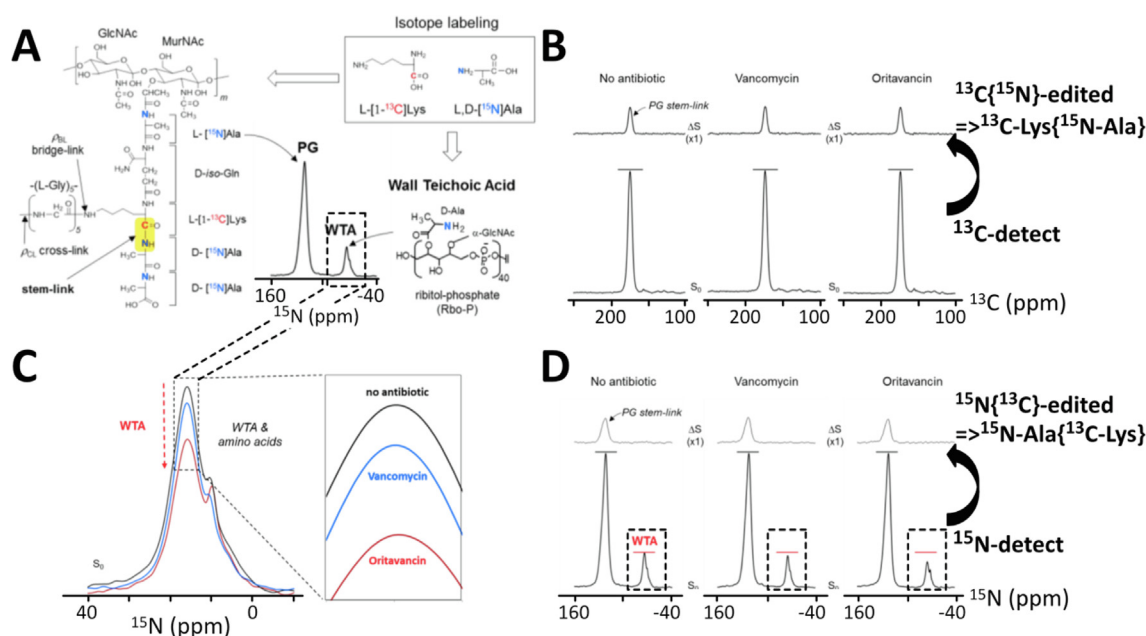 A
GlcNAc
MurNAc
OH
HO
NH
O
m
Isotope labeling
NH2
L-[1-13C]Lys
L,D-[15N]Ala
ρBL
bridge-link
-(L-Gly)5-
ρCL cross-link
stem-link
L- [15N]Ala
D-iso-Gln
L-[1-13C]Lys
D- [15N]Ala
D- [15N]Ala
PG
WTA
160
-40
15N (ppm)
Wall Teichoic Acid
D-Ala
NH2
α-GlcNAc
40
ribitol-phosphate
(Rbo-P)
B
No antibiotic
Vancomycin
Oritavancin
PG stem-link
ΔS
(x1)
ΔS
(x1)
S0
S0
200
100
200
100
200
100
13C (ppm)
13C{15N}-edited
=>13C-Lys{15N-Ala}
13C-detect
C
WTA
WTA &
amino acids
S0
40
20
0
15N (ppm)
no antibiotic
Vancomycin
Oritavancin
D
No antibiotic
Vancomycin
Oritavancin
PG stem-link
ΔS
(x1)
ΔS
(x1)
WTA
160
-40
160
-40
160
-40
15N (ppm)
15N{13C}-edited
=>15N-Ala{13C-Lys}
15N-detect